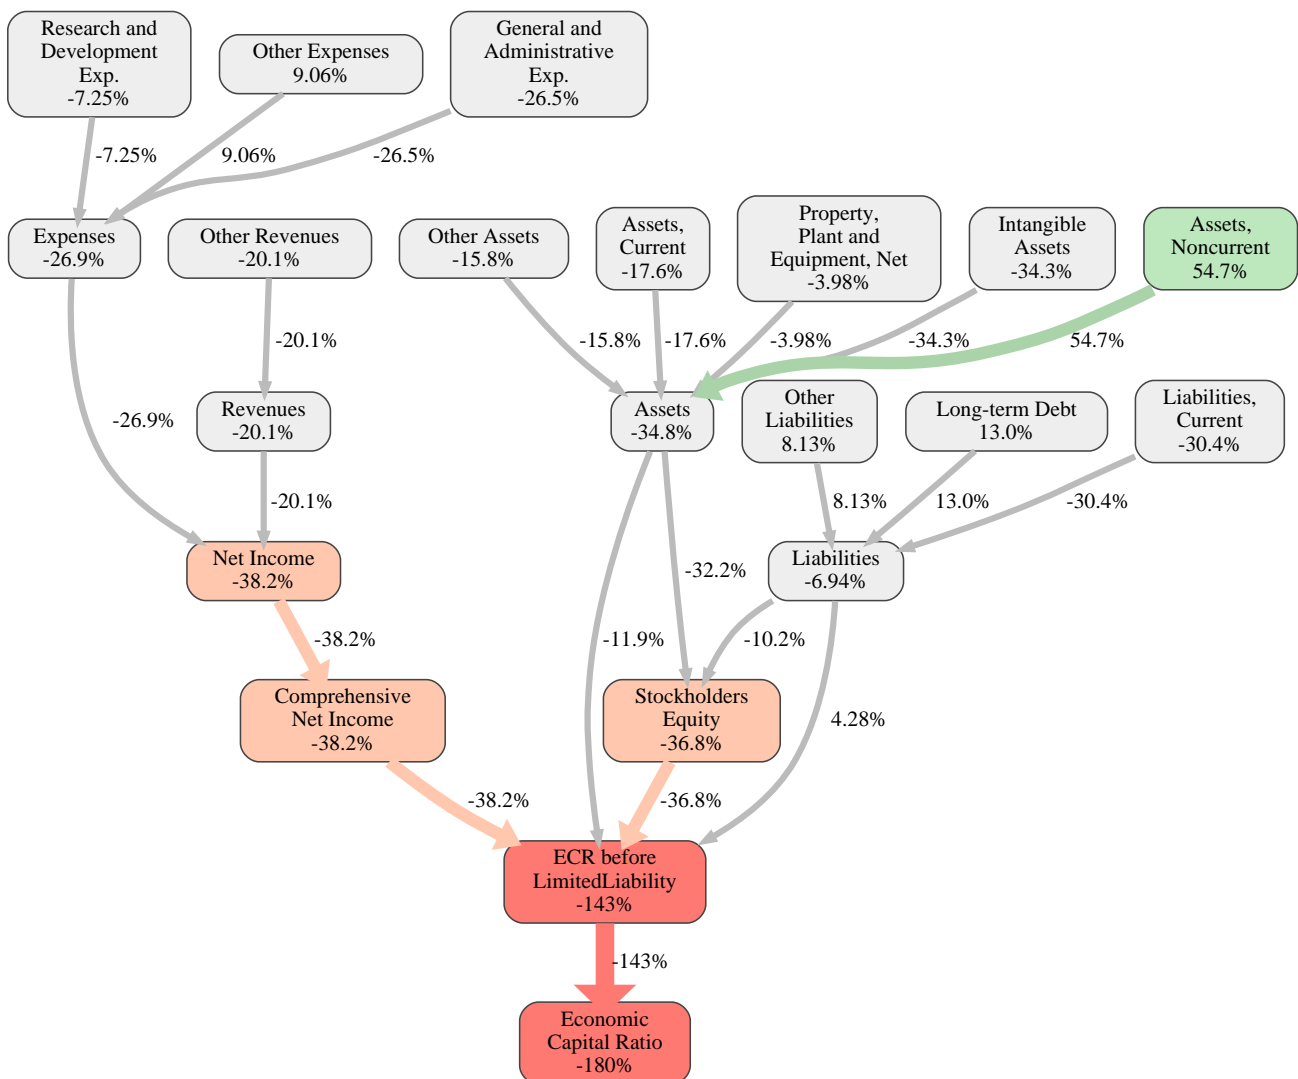 Research and
Development
Exp.
-7.25%
Other Expenses
9.06%
General and
Administrative
Exp.
-26.5%
-7.25%
9.06%
-26.5%
Expenses
-26.9%
Other Revenues
-20.1%
Other Assets
-15.8%
Assets,
Current
-17.6%
Property,
Plant and
Equipment, Net
-3.98%
Intangible
Assets
-34.3%
Assets,
Noncurrent
54.7%
-20.1%
-15.8%
-17.6%
-3.98%
-34.3%
54.7%
-26.9%
Revenues
-20.1%
Assets
-34.8%
Other
Liabilities
8.13%
Long-term Debt
13.0%
Liabilities,
Current
-30.4%
-20.1%
8.13%
13.0%
-30.4%
Net Income
-38.2%
-32.2%
Liabilities
-6.94%
-38.2%
-11.9%
-10.2%
Comprehensive
Net Income
-38.2%
Stockholders
Equity
-36.8%
4.28%
-38.2%
-36.8%
ECR before
LimitedLiability
-143%
-143%
Economic
Capital Ratio
-180%